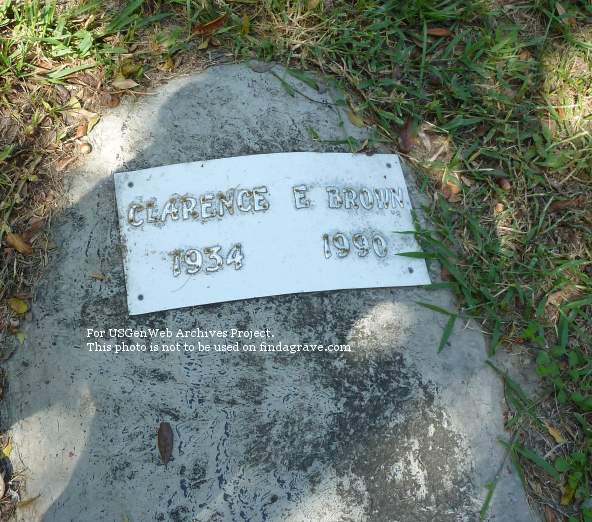 CLARENCE E BROWN
1934 1990
For USGenWeb Archives Project.
This photo is not to be used on findagrave.com